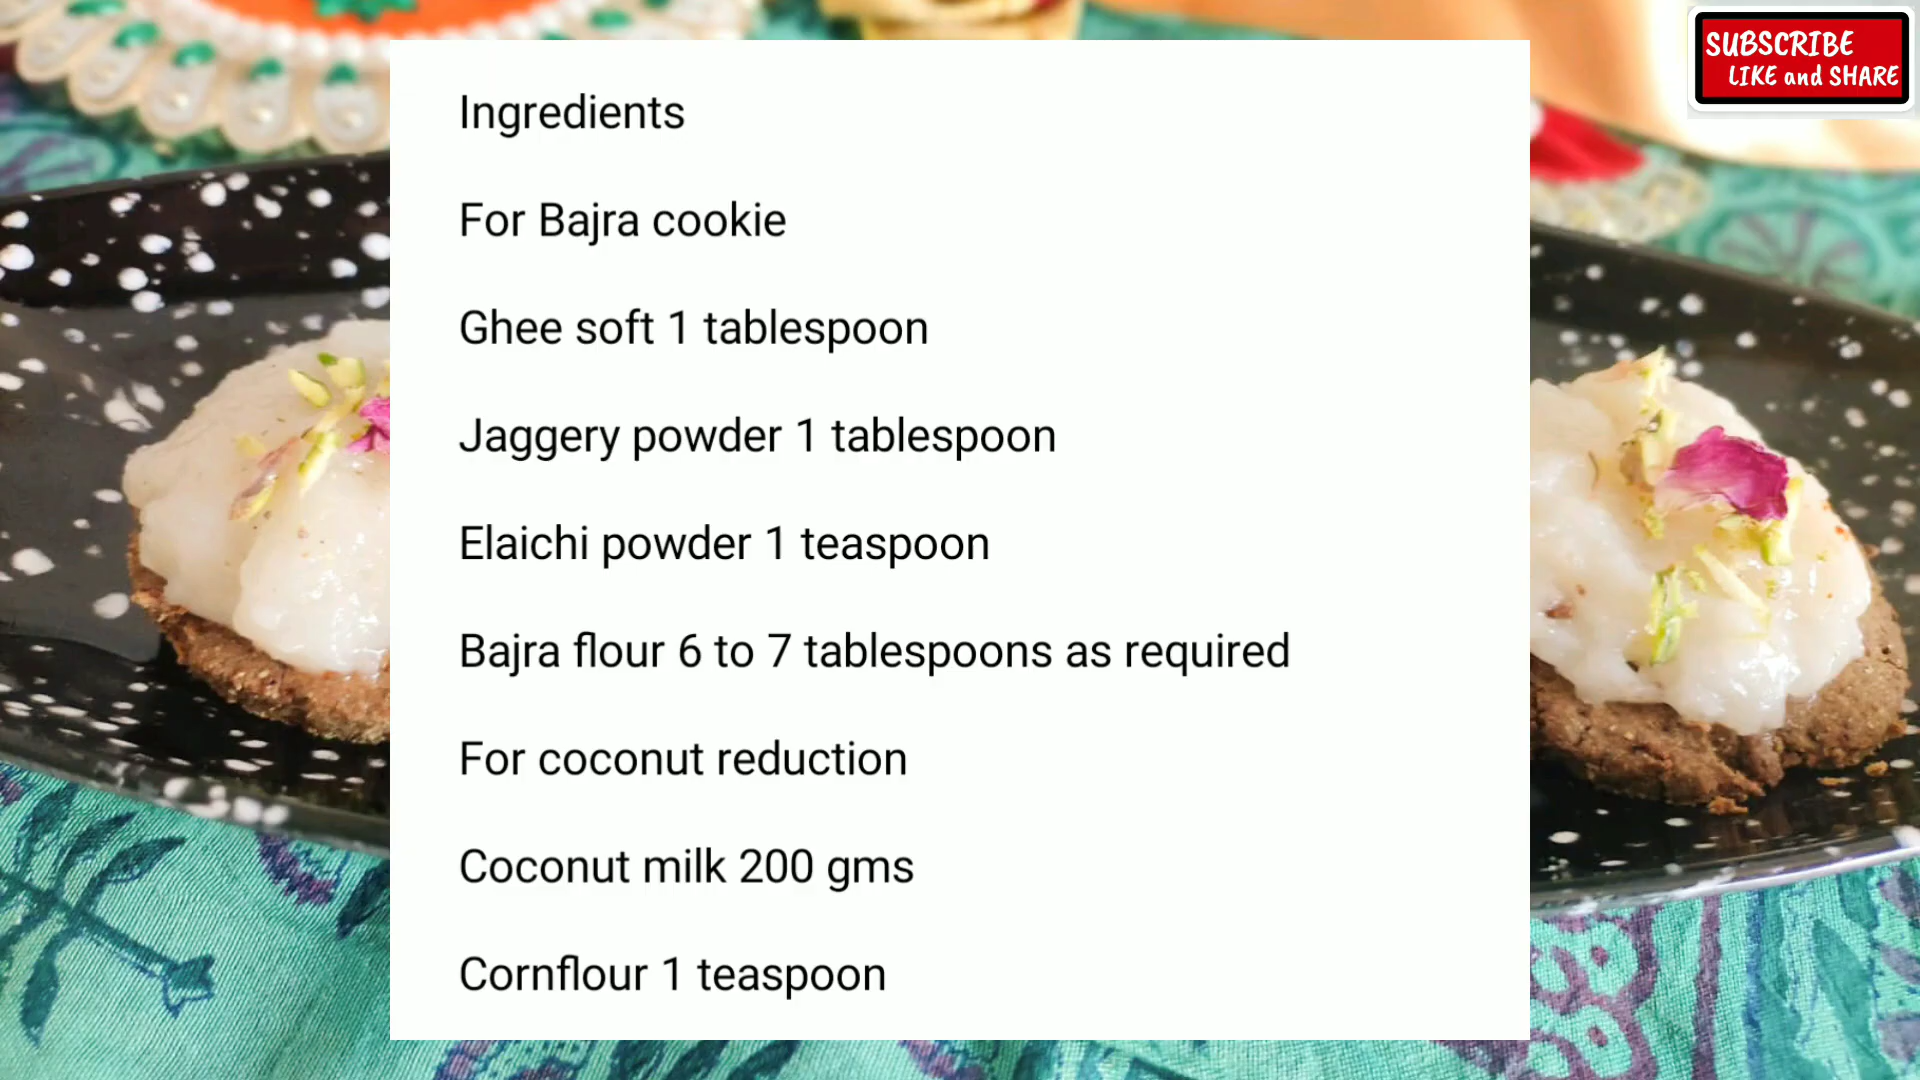 SUBSCRIBE
LIKE and SHARE
Ingredients
For Bajra cookie
Ghee soft 1 tablespoon
Jaggery powder 1 tablespoon
Elaichi powder 1 teaspoon
Bajra flour 6 to 7 tablespoons as required
For coconut reduction
Coconut milk 200 gms
Cornflour 1 teaspoon